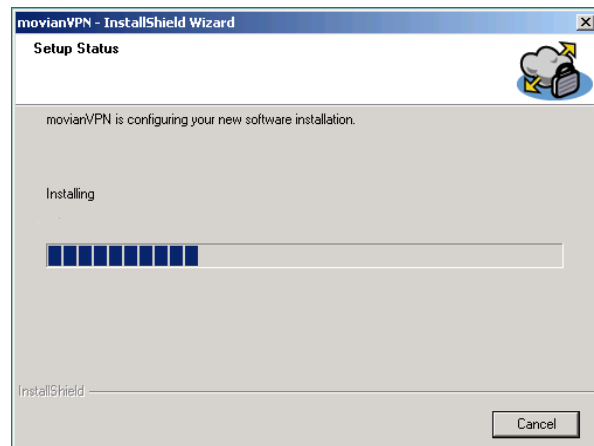 movianVPN - InstallShield Wizard
Setup Status
movianVPN is configuring your new software installation.
Installing
InstallShield
Cancel